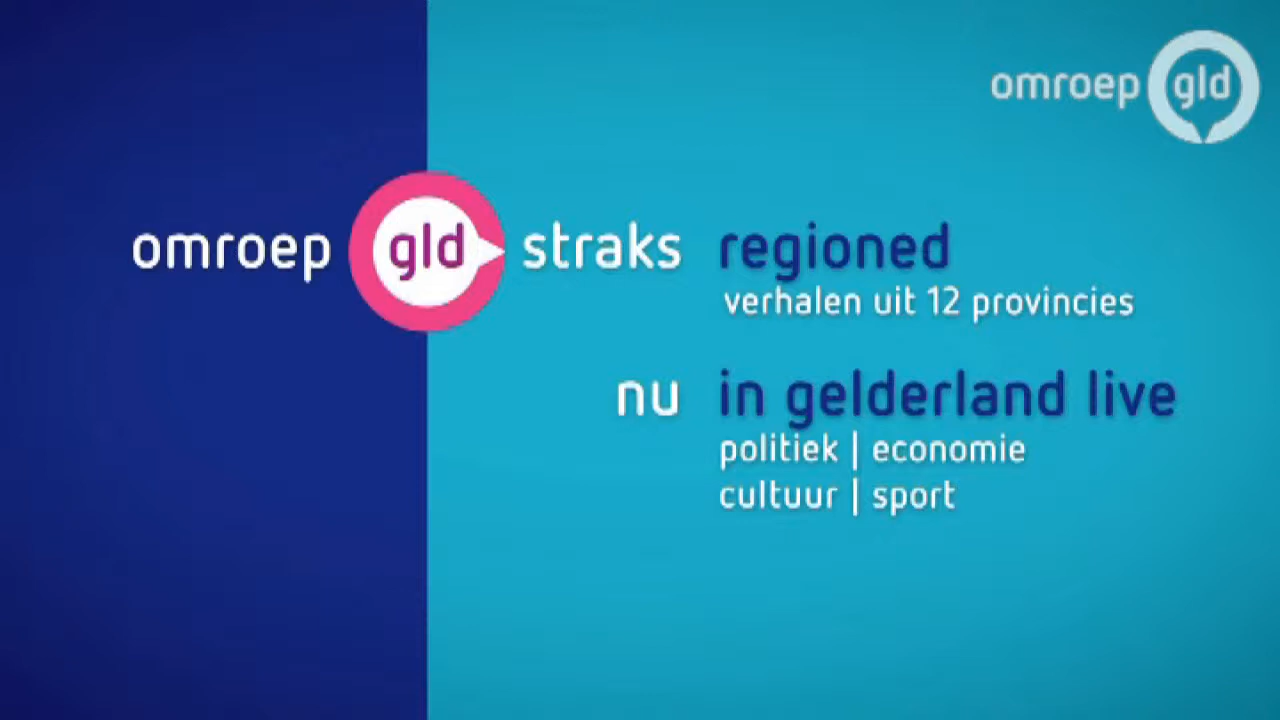 omroep gld
omroep gld straks regioned
verhalen uit 12 provincies
nu in gelderland live
politiek | economie
cultuur | sport